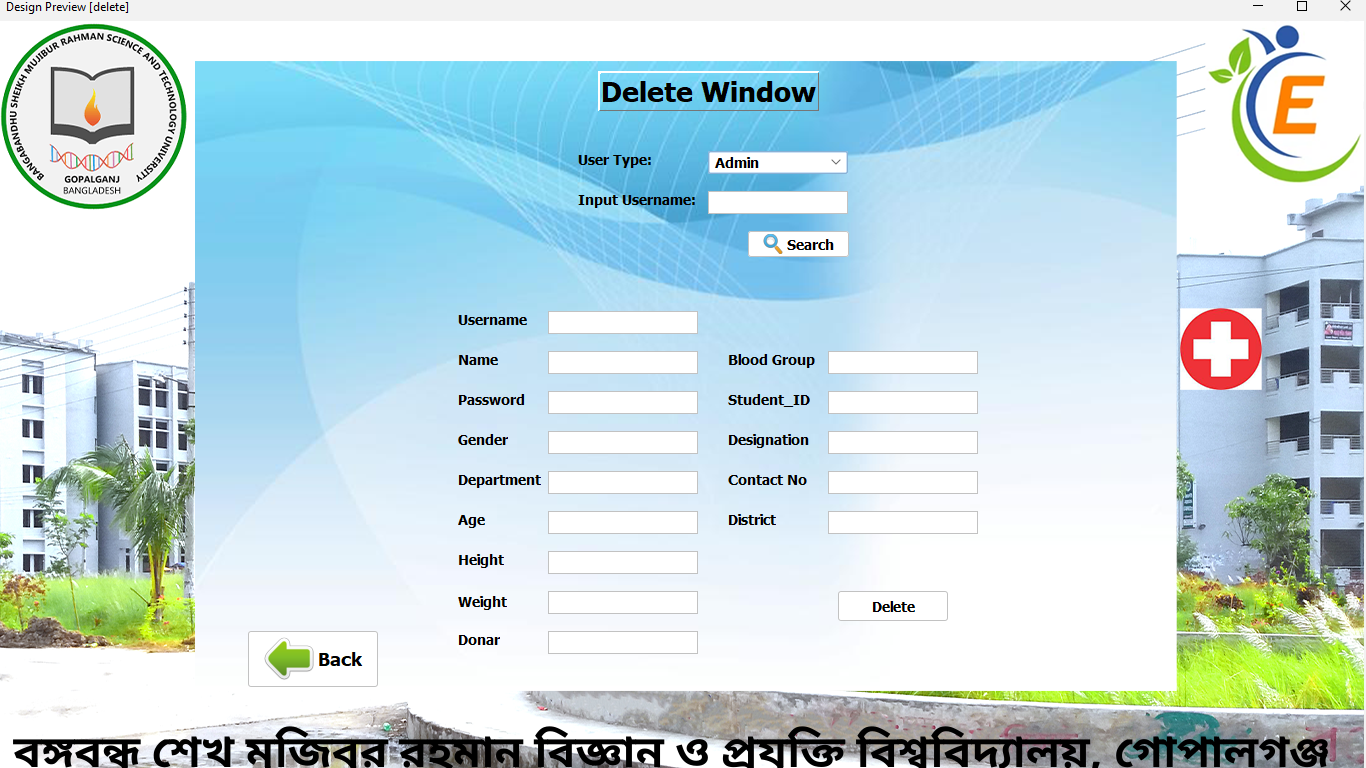 Design Preview [delete]
BANGABANDHU SHEIKH MUJIBUR RAHMAN SCIENCE AND TECHNOLOGY UNIVERSITY
GOPALGANJ
BANGLADESH
E
Delete Window
User Type:
Admin
Input Username:
Search
Username
Name
Blood Group
Password
Student_ID
Gender
Designation
Department
Contact No
Age
District
Height
Weight
Delete
Donar
Back
বঙ্গবন্ধু শেখ মুজিবুর রহমান বিজ্ঞান ও প্রযুক্তি বিশ্ববিদ্যালয়, গোপালগঞ্জ